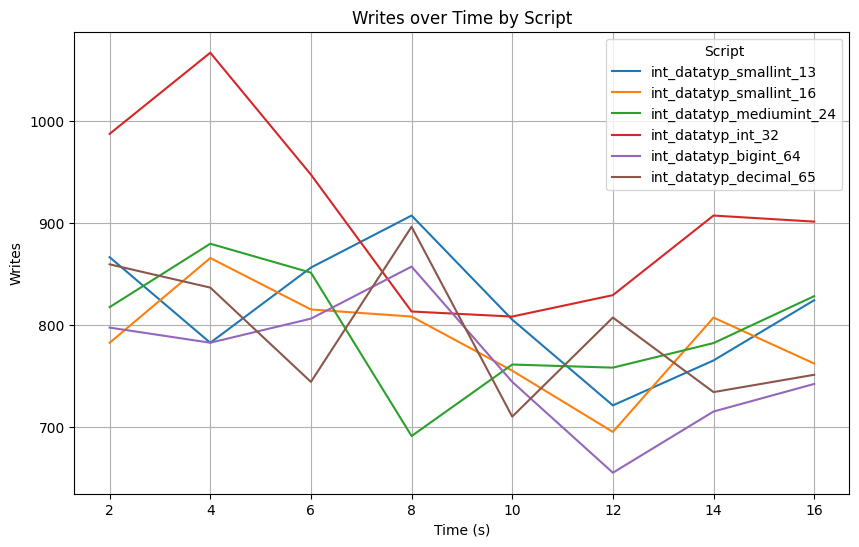 Writes over Time by Script
Script
int_datatyp_smallint_13
int_datatyp_smallint_16
int_datatyp_mediumint_24
int_datatyp_int_32
int_datatyp_bigint_64
int_datatyp_decimal_65
Writes
1000
900
800
700
2 4 6 8 10 12 14 16
Time (s)